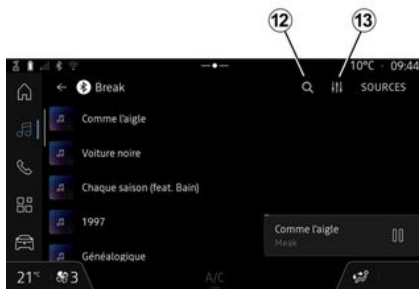 12 13
10°C · 09:44
Break
SOURCES
Comme l'aigle
Voiture noire
Chaque saison (feat. Bain)
1997
Comme l'aigle
Meak
Généalogique
21°C 3 A/C